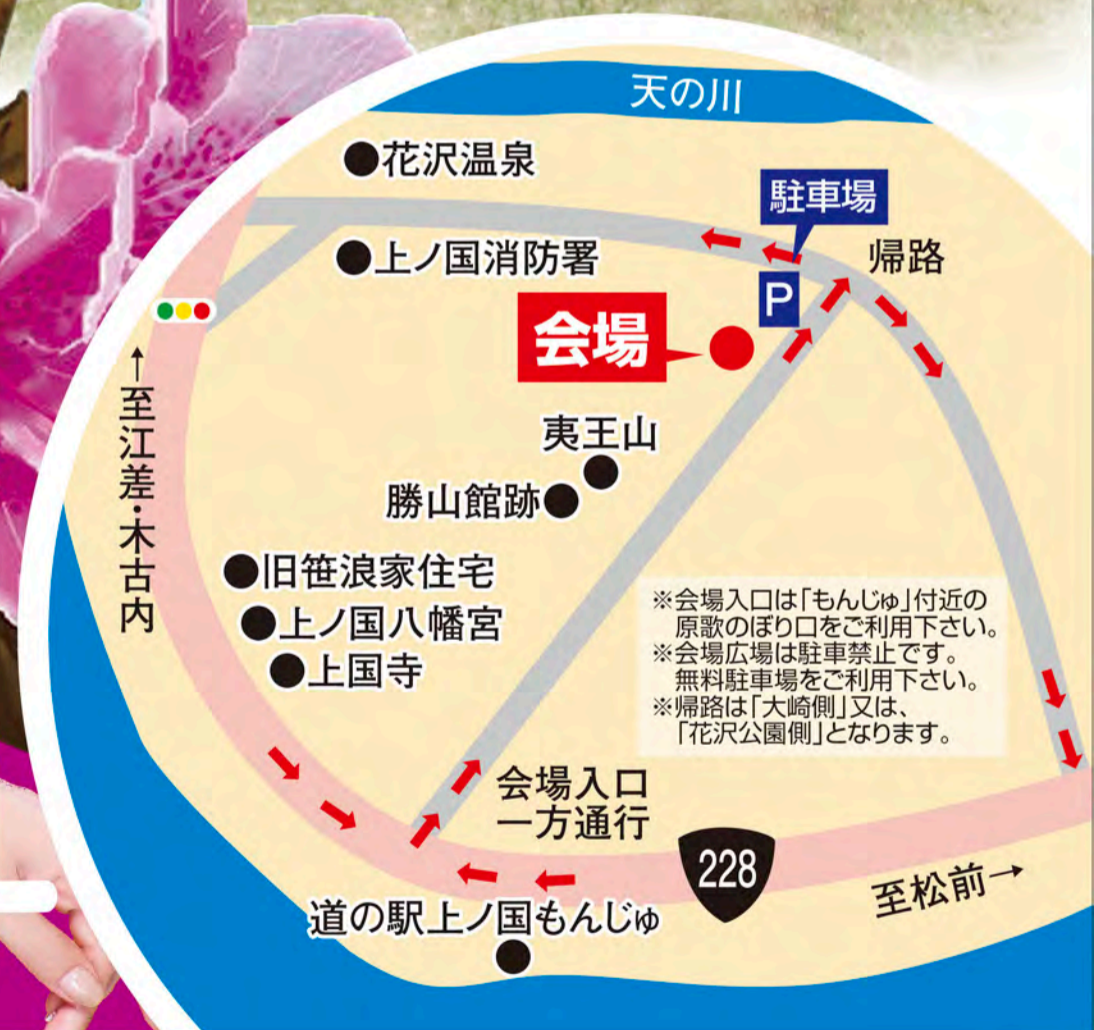 天の川
花沢温泉
駐車場
上ノ国消防署
帰路
P
会場
←至江差・木古内
夷王山
勝山館跡
旧笹浪家住宅
上ノ国八幡宮
上国寺
※会場入口は「もんじゅ」付近の
原歌のぼり口をご利用下さい。
※会場広場は駐車禁止です。
無料駐車場をご利用下さい。
※帰路は「大崎側」又は、
「花沢公園側」となります。
会場入口
一方通行
228
至松前→
道の駅上ノ国もんじゅ